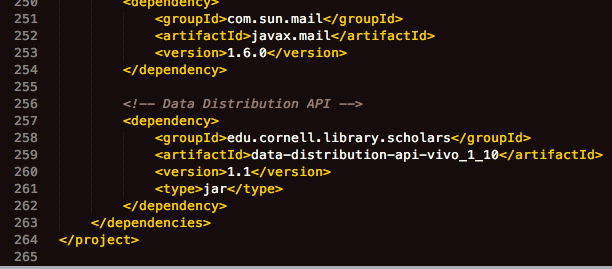 250 <dependency>
251 <groupId>com.sun.mail</groupId>
252 <artifactId>javax.mail</artifactId>
253 <version>1.6.0</version>
254 </dependency>
255
256 <!-- Data Distribution API -->
257 <dependency>
258 <groupId>edu.cornell.library.scholars</groupId>
259 <artifactId>data-distribution-api-vivo_1_10</artifactId>
260 <version>1.1</version>
261 <type>jar</type>
262 </dependency>
263 </dependencies>
264 </project>
265